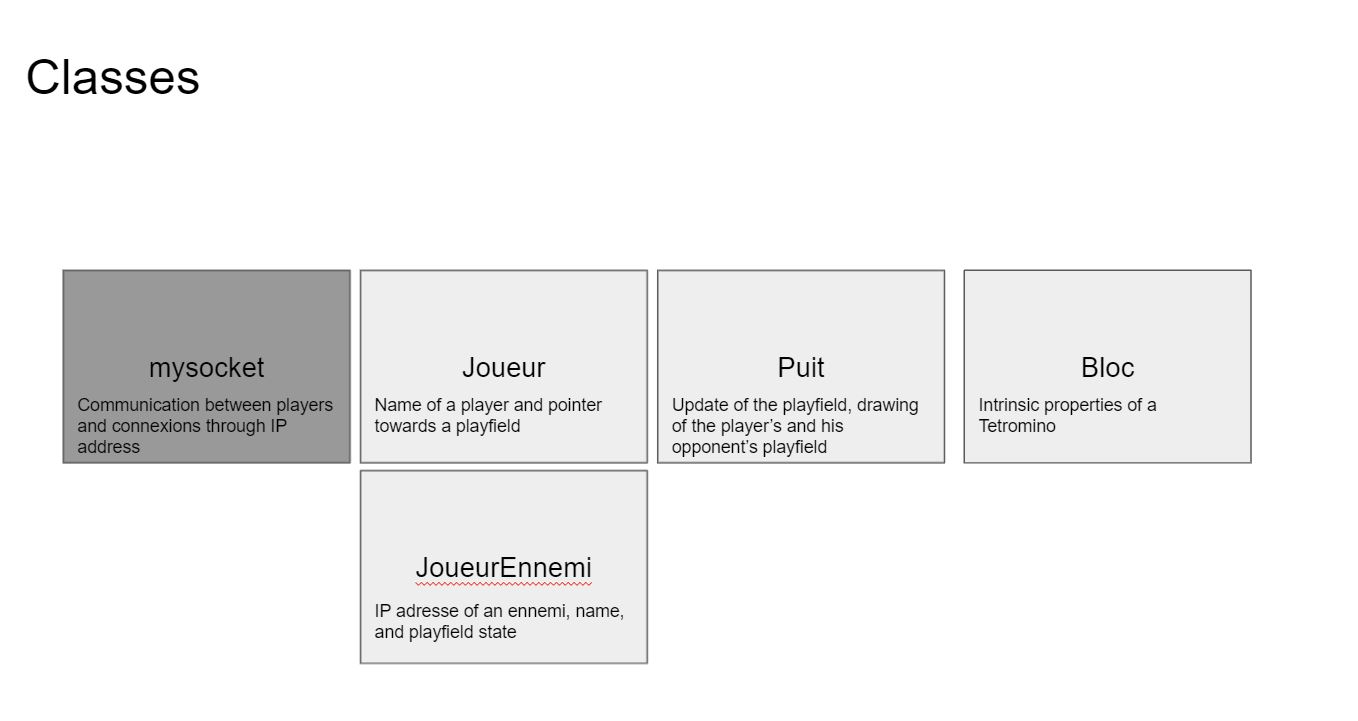 Classes
mysocket
Communication between players
and connexions through IP
address
Joueur
Name of a player and pointer
towards a playfield
Puit
Update of the playfield, drawing
of the player’s and his
opponent’s playfield
Bloc
Intrinsic properties of a
Tetromino
JoueurEnnemi
IP adresse of an ennemi, name,
and playfield state